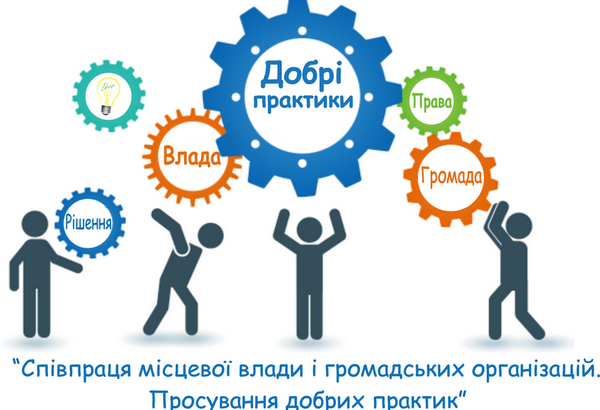 Добрі
практики
Права
Влада
Громада
Рішення
“Співпраця місцевої влади і громадських організацій.
Просування добрих практик”